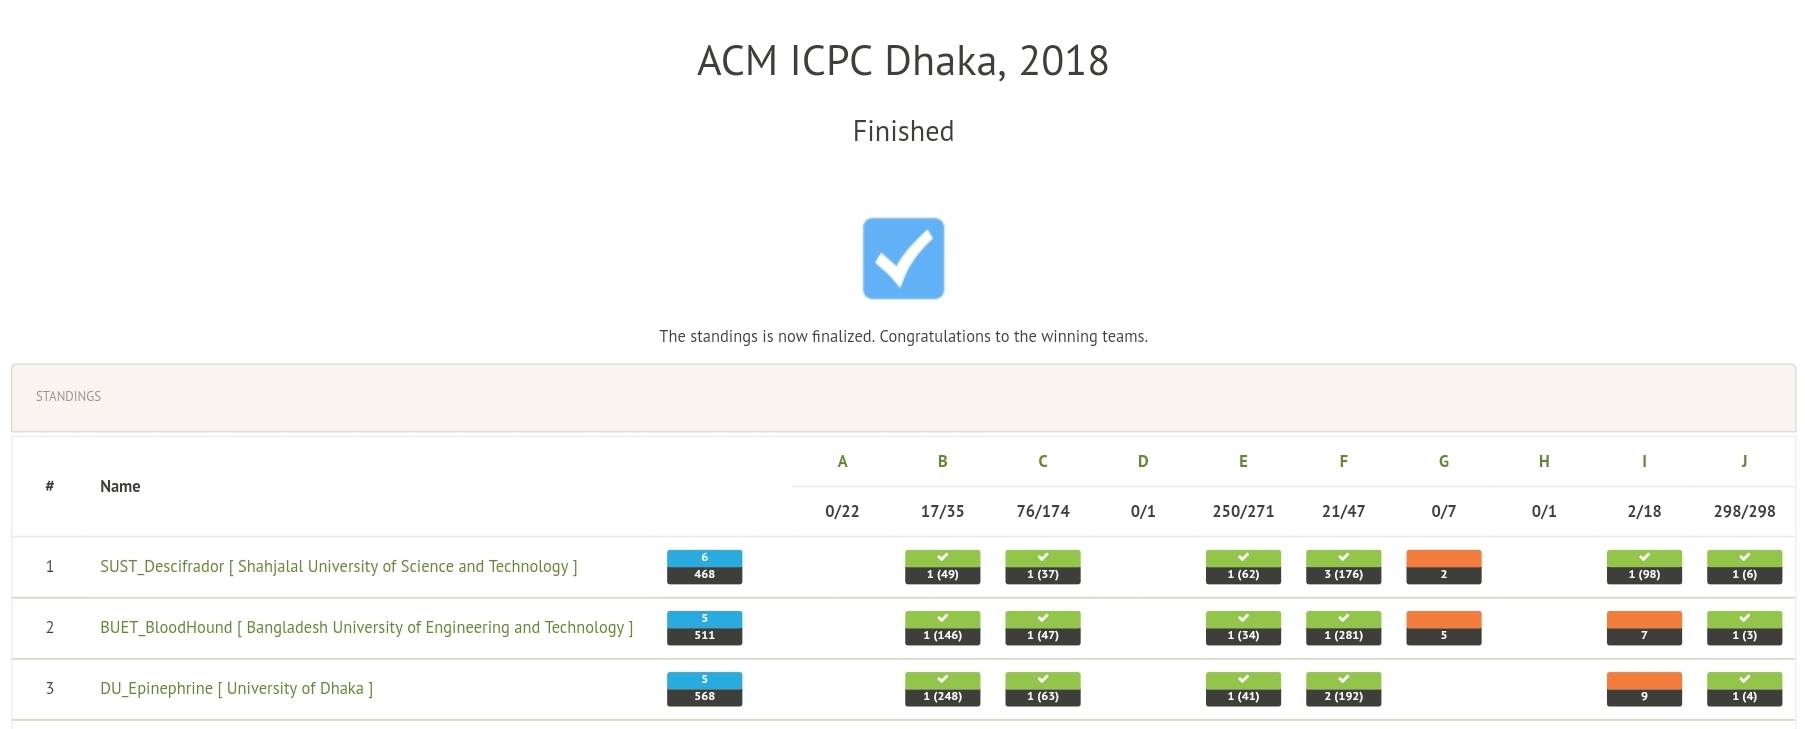 ACM ICPC Dhaka, 2018
Finished
The standings is now finalized. Congratulations to the winning teams.
STANDINGS
# Name A B C D E F G H I J
0/22 17/35 76/174 0/1 250/271 21/47 0/7 0/1 2/18 298/298
1 SUST_Descifrador [ Shahjalal University of Science and Technology ] 6
468 1 (49) 1 (37) 1 (62) 3 (176) 2 1 (98) 1 (6)
2 BUET_BloodHound [ Bangladesh University of Engineering and Technology ] 5
511 1 (146) 1 (47) 1 (34) 1 (281) 5 7 1 (3)
3 DU_Epinephrine [ University of Dhaka ] 5
568 1 (248) 1 (63) 1 (41) 2 (192) 9 1 (4)